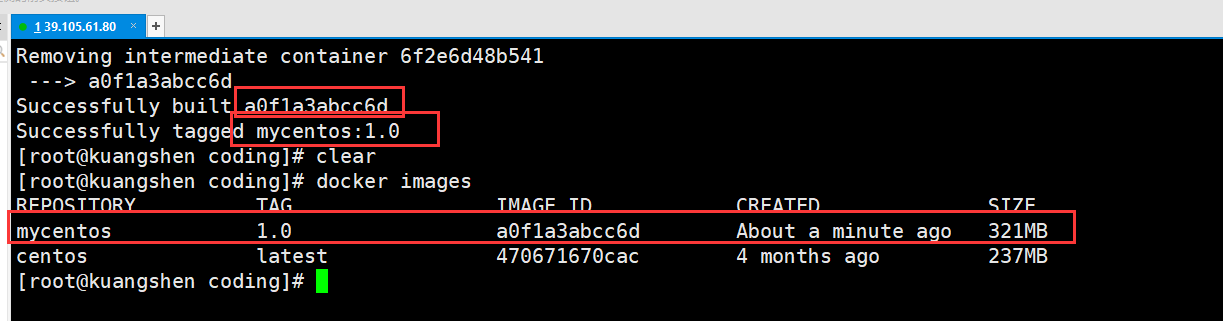 1 39.105.61.80 × +
Removing intermediate container 6f2e6d48b541
 ---> a0f1a3abcc6d
Successfully built a0f1a3abcc6d
Successfully tagged mycentos:1.0
[root@kuangshen coding]# clear
[root@kuangshen coding]# docker images
REPOSITORY          TAG                 IMAGE ID            CREATED              SIZE
mycentos            1.0                 a0f1a3abcc6d        About a minute ago   321MB
centos              latest              470671670cac        4 months ago         237MB
[root@kuangshen coding]#